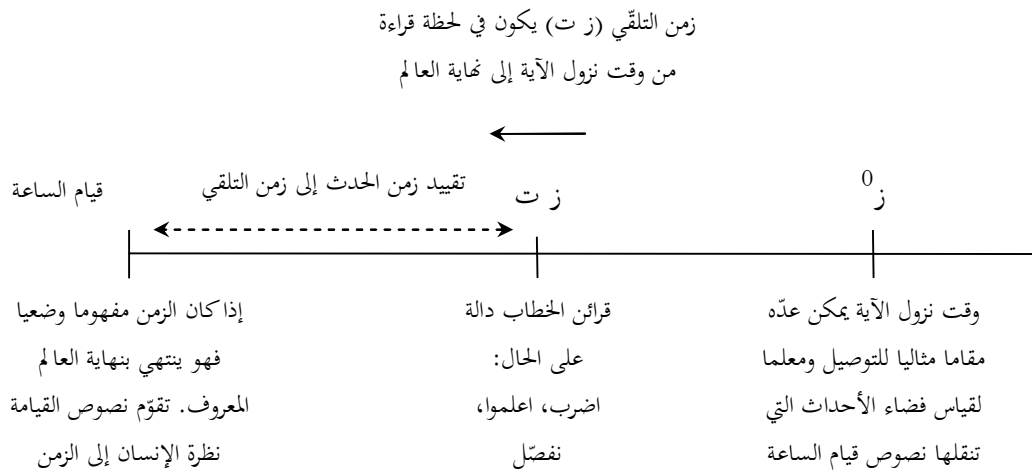 زمن التلقّي (ز ت) يكون في لحظة قراءة
من وقت نزول الآية إلى نهاية العالم
ز0
ز ت
تقييد زمن الحدث إلى زمن التلقي
قيام الساعة
وقت نزول الآية يمكن عدّه
مقاما مثاليا للتوصيل ومعلما
لقياس فضاء الأحداث التي
تنقلها نصوص قيام الساعة
قرائن الخطاب دالة
على الحال:
اضرب، اعلموا،
نفصّل
إذا كان الزمن مفهوما وضعيا
فهو ينتهي بنهاية العالم
المعروف. تقوّم نصوص القيامة
نظرة الإنسان إلى الزمن